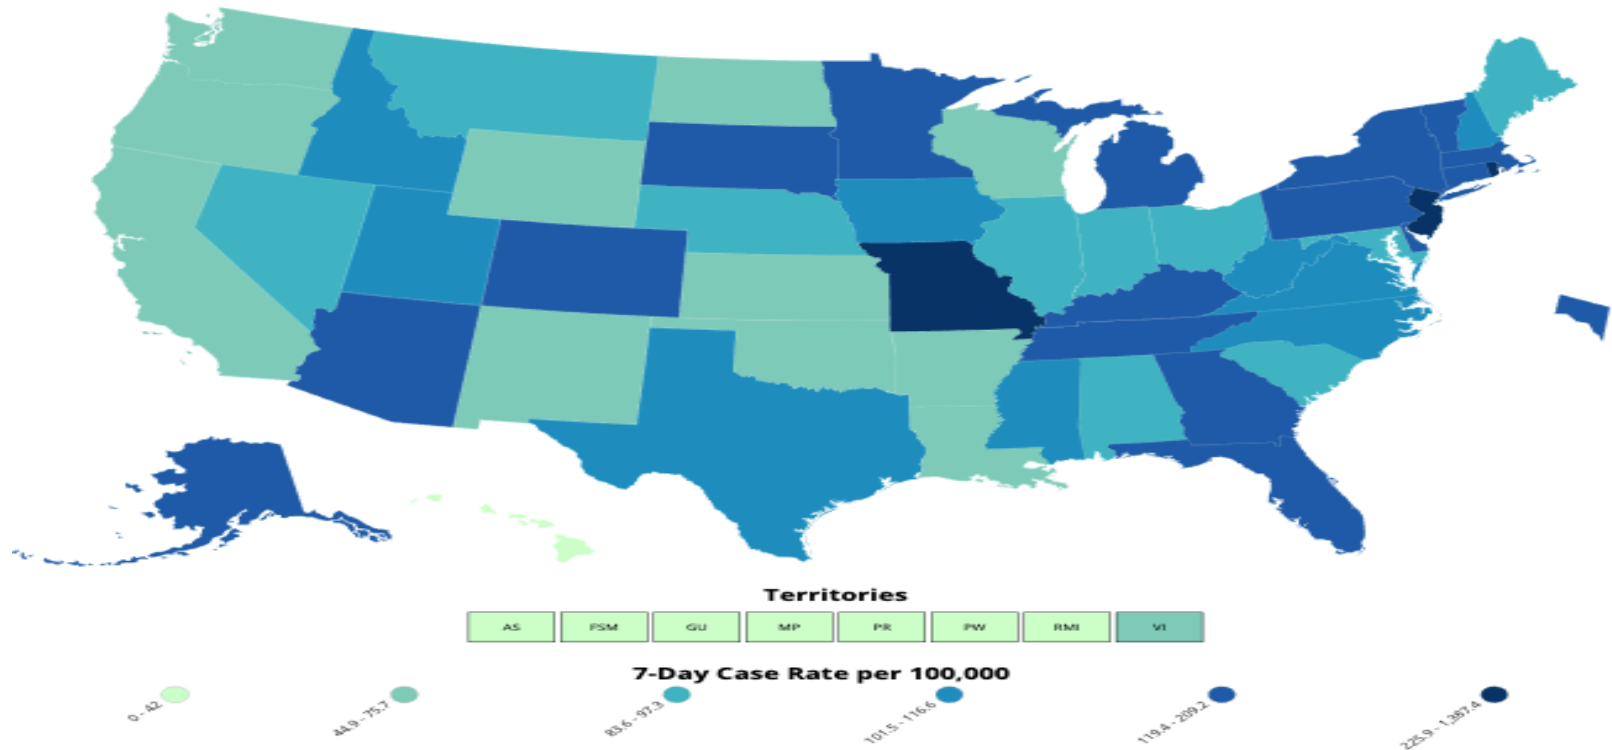 Territories
AS FSM GU MP PR PW RMI VI
7-Day Case Rate per 100,000
0 - 42 44.9 - 75.7 83.6 - 97.3 101.5 - 116.6 119.4 - 209.2 225.9 - 1,387.4